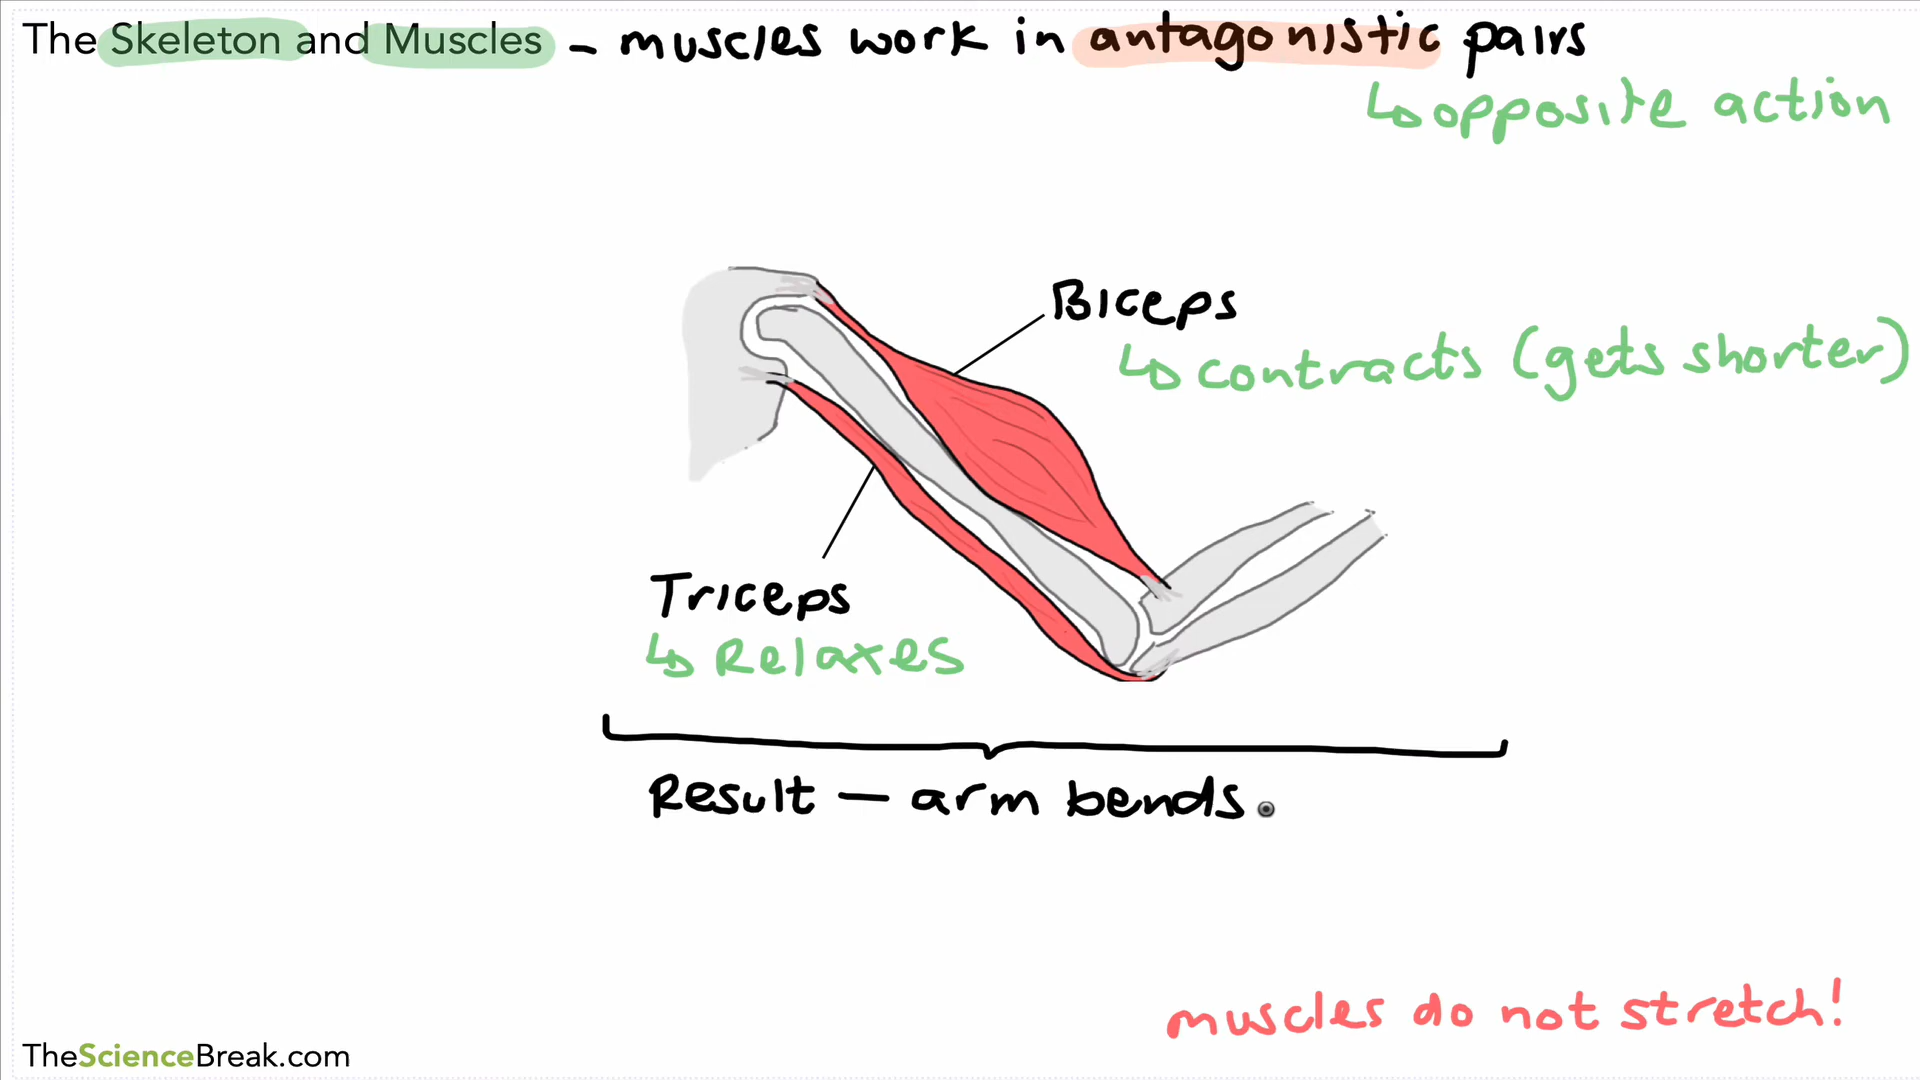 The Skeleton and Muscles - muscles work in antagonistic pairs
↳ opposite action
Biceps
↳ contracts (gets shorter)
Triceps
↳ Relaxes
Result — arm bends.
muscles do not stretch!
TheScienceBreak.com